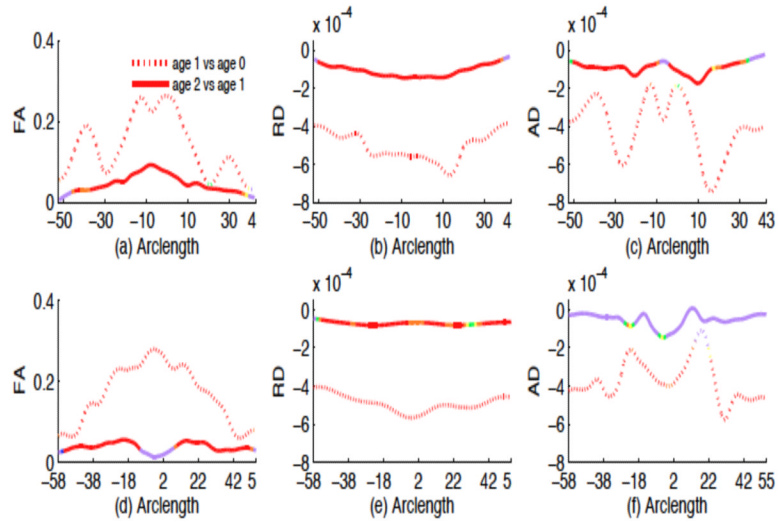 x 10⁻⁴ x 10⁻⁴
0.4 0 0
age 1 vs age 0
age 2 vs age 1
FA 0.2 RD -2 -4 -6 AD -2 -4 -6
0 -8 -8
-50 -30 -10 10 30 4 -50 -30 -10 10 30 4 -50 -30 -10 10 30 43
(a) Arclength (b) Arclength (c) Arclength
x 10⁻⁴ x 10⁻⁴
0.4 0 0
FA 0.2 RD -2 -4 -6 AD -2 -4 -6
0 -8 -8
-58 -38 -18 2 22 42 5 -58 -38 -18 2 22 42 5 -58 -38 -18 2 22 42 55
(d) Arclength (e) Arclength (f) Arclength